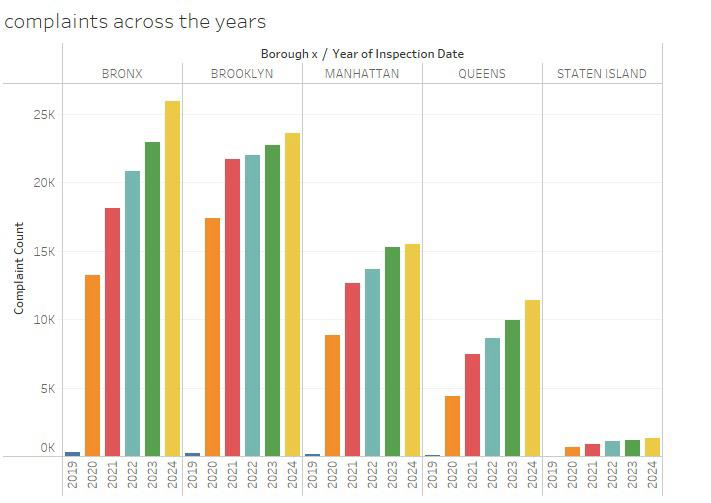 complaints across the years
Borough x / Year of Inspection Date
BRONX BROOKLYN MANHATTAN QUEENS STATEN ISLAND
25K
20K
15K
10K
5K
0K
Complaint Count
2019 2020 2021 2022 2023 2024 2019 2020 2021 2022 2023 2024 2019 2020 2021 2022 2023 2024 2019 2020 2021 2022 2023 2024 2019 2020 2021 2022 2023 2024